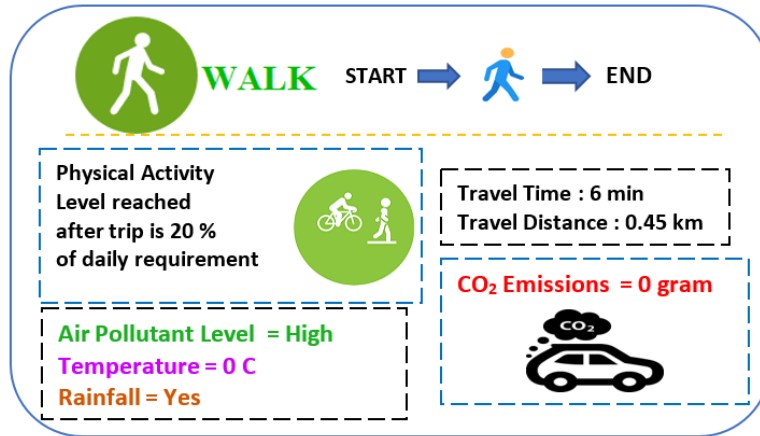 WALK START END
Physical Activity
Level reached
after trip is 20 %
of daily requirement
Travel Time : 6 min
Travel Distance : 0.45 km
CO₂ Emissions = 0 gram
CO₂
Air Pollutant Level = High
Temperature = 0 C
Rainfall = Yes